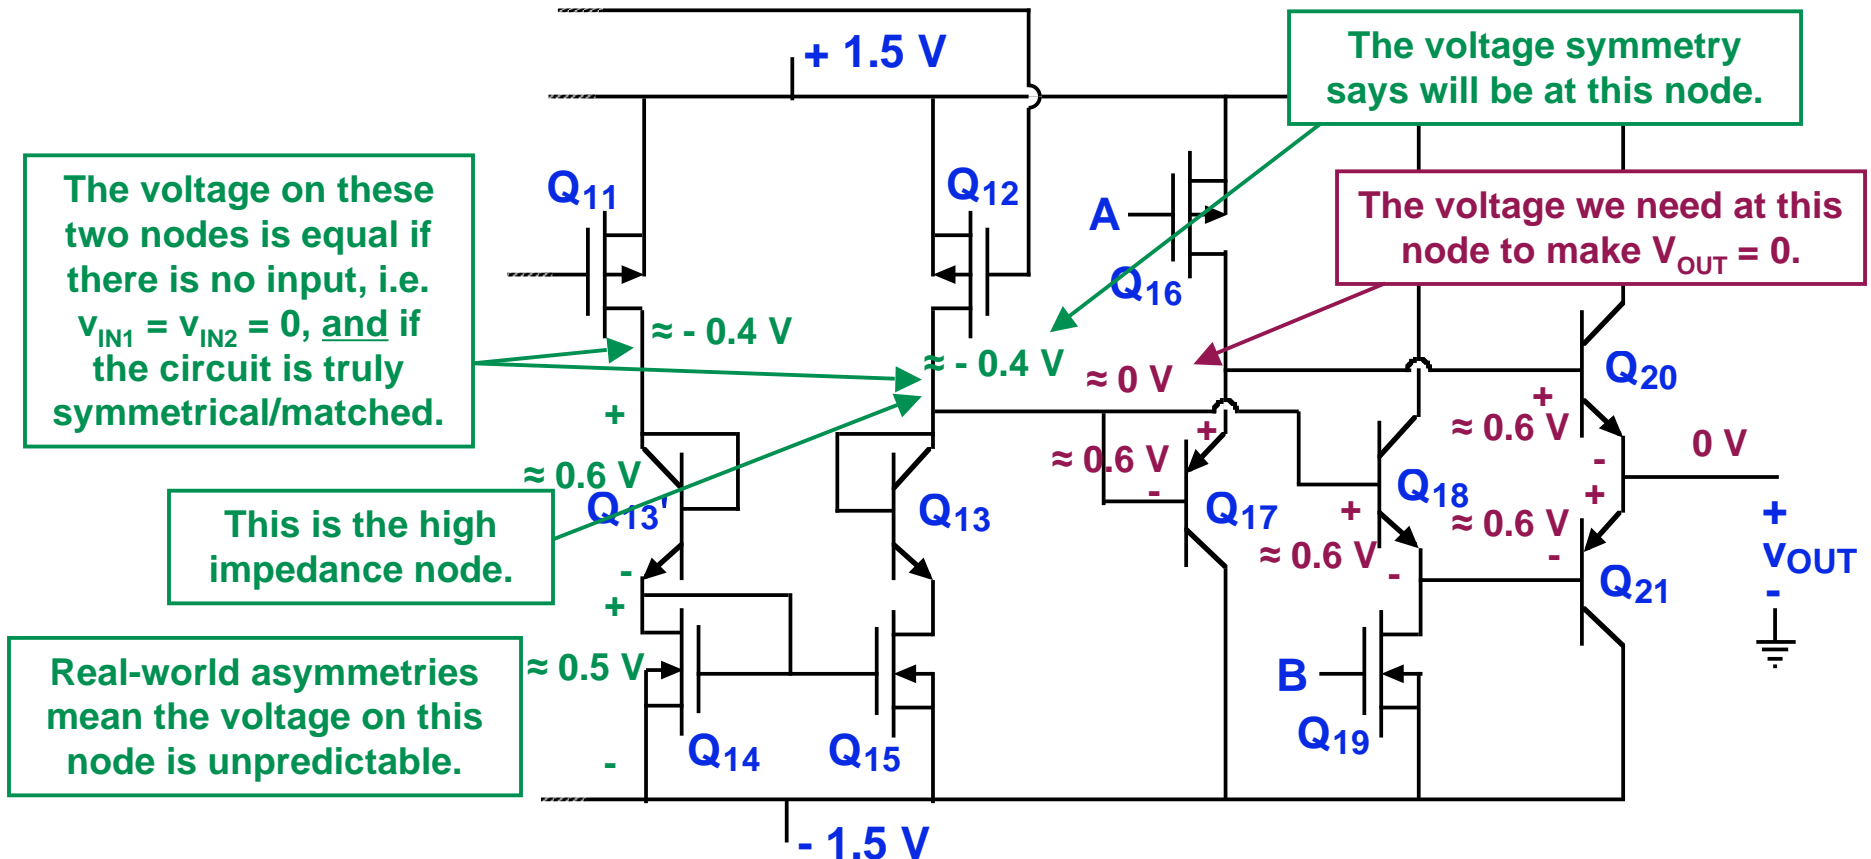 + 1.5 V
The voltage symmetry
says will be at this node.
The voltage on these
two nodes is equal if
there is no input, i.e.
vIN1 = vIN2 = 0, and if
the circuit is truly
symmetrical/matched.
Q11
Q12
A
Q16
The voltage we need at this
node to make VOUT = 0.
≈ - 0.4 V
≈ - 0.4 V
≈ 0 V
Q20
+
+
+
≈ 0.6 V
0 V
≈ 0.6 V
≈ 0.6 V
-
-
+
Q13'
Q13
Q17
Q18
This is the high
impedance node.
+
≈ 0.6 V
≈ 0.6 V
-
-
+
vOUT
-
Q21
-
+
Real-world asymmetries
mean the voltage on this
node is unpredictable.
≈ 0.5 V
-
Q14
Q15
B
Q19
- 1.5 V